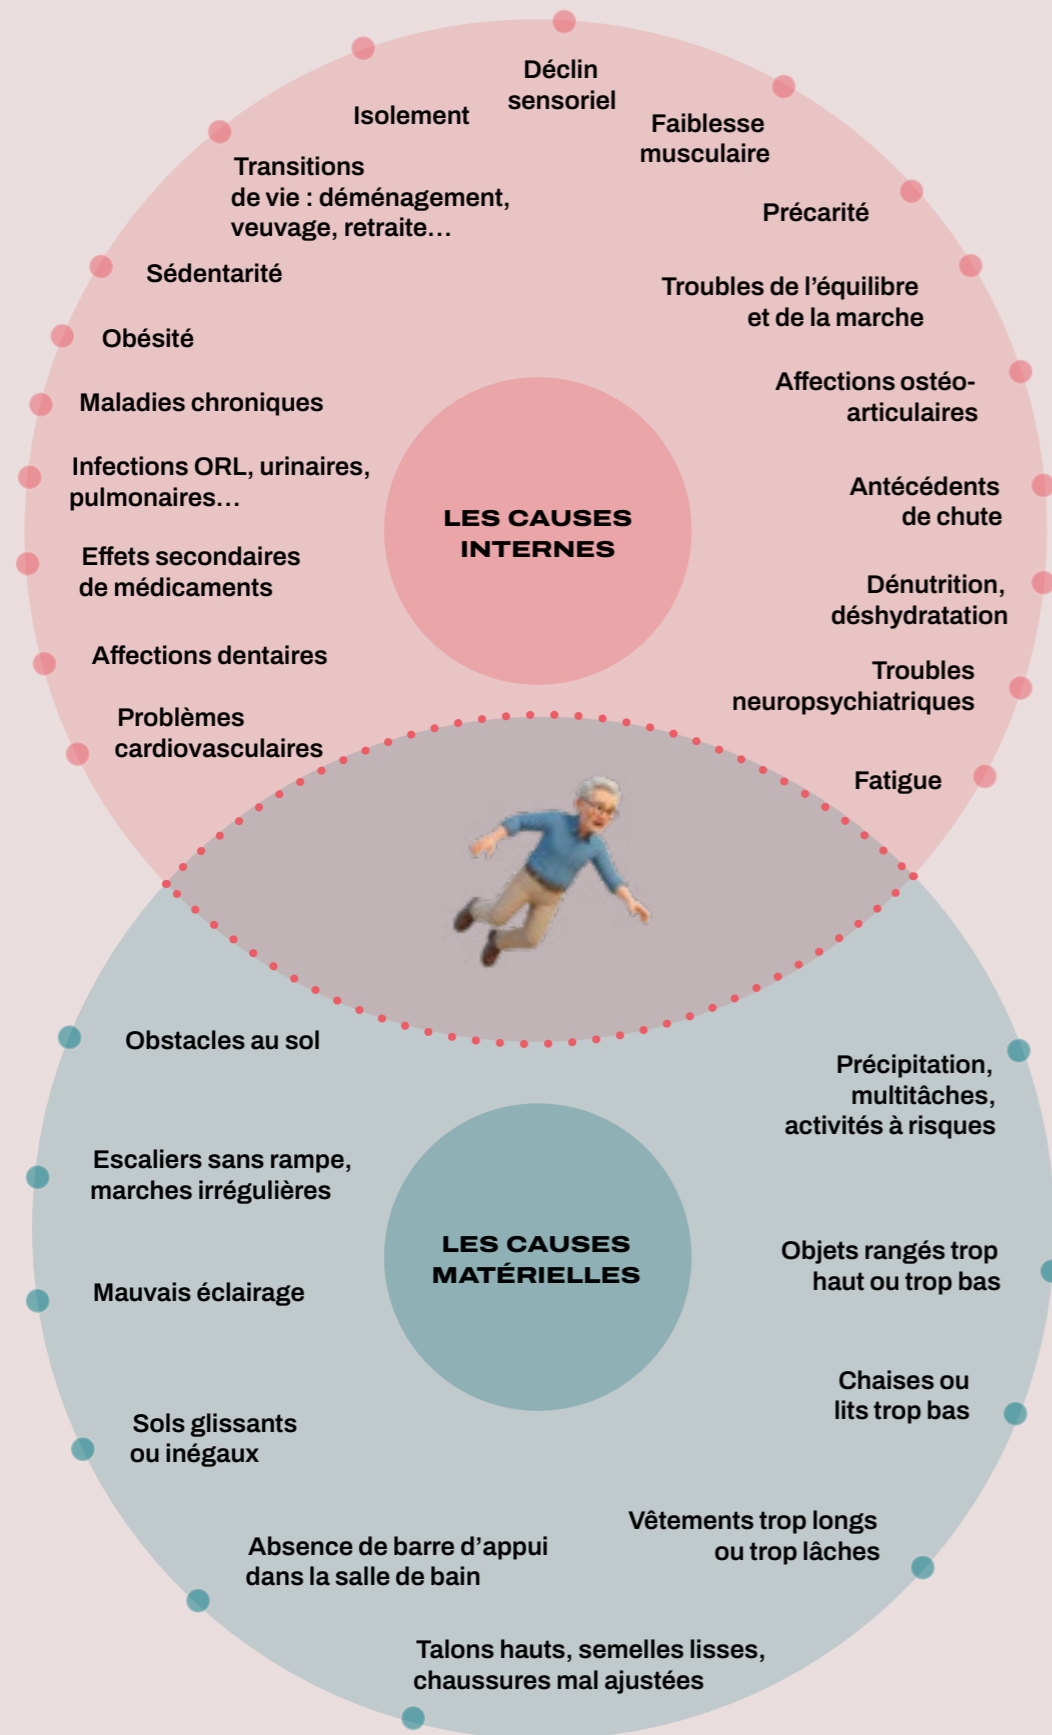 Déclin
sensoriel
Isolement
Faiblesse
musculaire
Transitions
de vie : déménagement,
veuvage, retraite…
Précarité
Sédentarité
Troubles de l’équilibre
et de la marche
Obésité
Affections ostéo-
articulaires
Maladies chroniques
Infections ORL, urinaires,
pulmonaires…
Antécédents
de chute
LES CAUSES
INTERNES
Effets secondaires
de médicaments
Dénutrition,
déshydratation
Affections dentaires
Troubles
neuropsychiatriques
Problèmes
cardiovasculaires
Fatigue
Obstacles au sol
Précipitation,
multitâches,
activités à risques
Escaliers sans rampe,
marches irrégulières
LES CAUSES
MATÉRIELLES
Objets rangés trop
haut ou trop bas
Mauvais éclairage
Chaises ou
lits trop bas
Sols glissants
ou inégaux
Vêtements trop longs
ou trop lâches
Absence de barre d’appui
dans la salle de bain
Talons hauts, semelles lisses,
chaussures mal ajustées